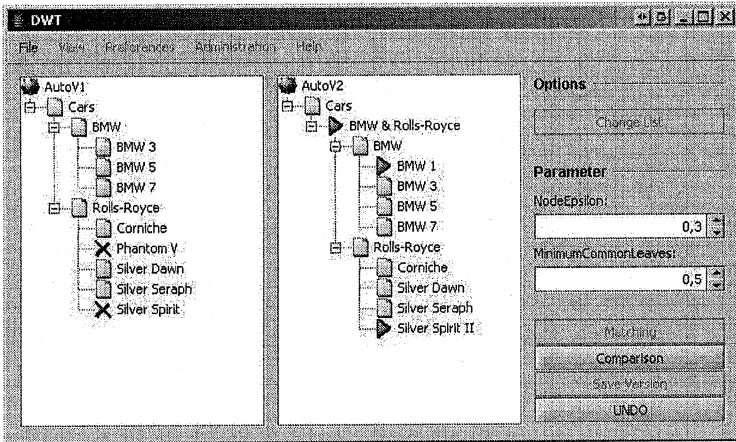 DWT
File View Preferences Administration Help
AutoV1
Cars
BMW
BMW 3
BMW 5
BMW 7
Rolls-Royce
Corniche
Phantom V
Silver Dawn
Silver Seraph
Silver Spirit
AutoV2
Cars
BMW & Rolls-Royce
BMW
BMW 1
BMW 3
BMW 5
BMW 7
Rolls-Royce
Corniche
Silver Dawn
Silver Seraph
Silver Spirit II
Options
Change List
Parameter
NodeEpsilon:
0,3
MinimumCommonLeaves:
0,5
Matching
Comparison
Save Version
UNDO